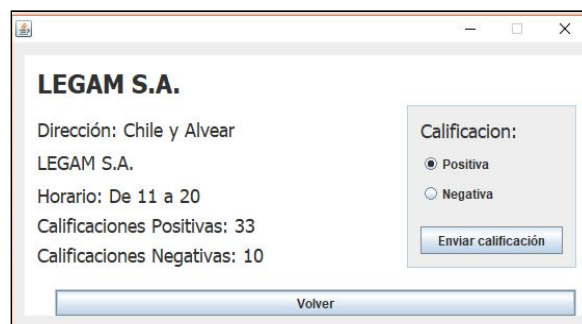 LEGAM S.A.
Dirección: Chile y Alvear
LEGAM S.A.
Horario: De 11 a 20
Calificaciones Positivas: 33
Calificaciones Negativas: 10
Calificacion:
Positiva
Negativa
Enviar calificación
Volver